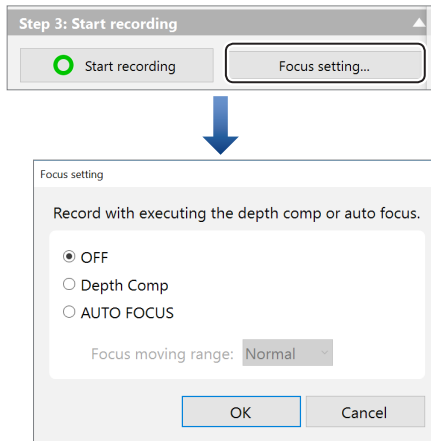 Step 3: Start recording
Start recording
Focus setting...
Focus setting
Record with executing the depth comp or auto focus.
OFF
Depth Comp
AUTO FOCUS
Focus moving range: Normal
OK Cancel